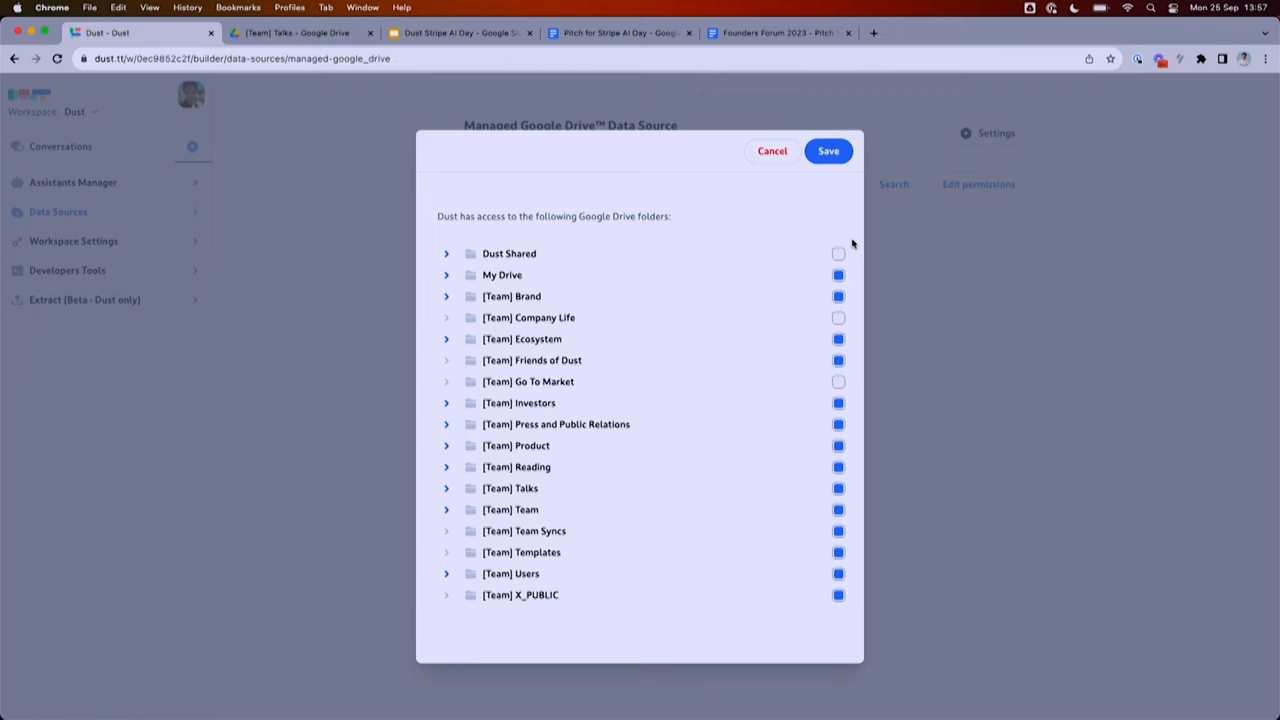 Chrome File Edit View History Bookmarks Profiles Tab Window Help Mon 25 Sep 13:57
Dust - Dust [Team] Talks - Google Drive Dust Stripe AI Day - Google Sl Pitch for Stripe AI Day - Googl Founders Forum 2023 - Pitch
dust.tt/w/0ec9852c2f/builder/data-sources/managed-google_drive
DUST
Workspace: Dust
Conversations
Assistants Manager
Data Sources
Workspace Settings
Developers Tools
Extract (Beta - Dust only)
Managed Google Drive™ Data Source
Settings
Search Edit permissions
Cancel Save
Dust has access to the following Google Drive folders:
Dust Shared
My Drive
[Team] Brand
[Team] Company Life
[Team] Ecosystem
[Team] Friends of Dust
[Team] Go To Market
[Team] Investors
[Team] Press and Public Relations
[Team] Product
[Team] Reading
[Team] Talks
[Team] Team
[Team] Team Syncs
[Team] Templates
[Team] Users
[Team] X_PUBLIC